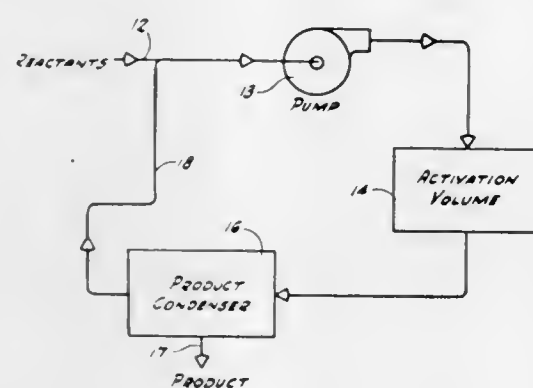 12
REACTANTS
13
PUMP
18
14
ACTIVATION
VOLUME
16
PRODUCT
CONDENSER
17
PRODUCT